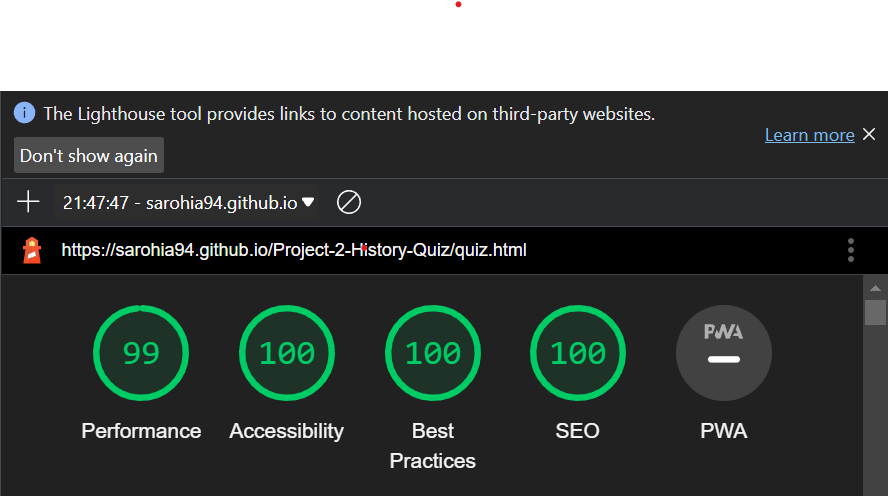 The Lighthouse tool provides links to content hosted on third-party websites.
Learn more
Don't show again
21:47:47 - sarohia94.github.io
https://sarohia94.github.io/Project-2-History-Quiz/quiz.html
99
100
100
100
PWA
Performance
Accessibility
Best
Practices
SEO
PWA